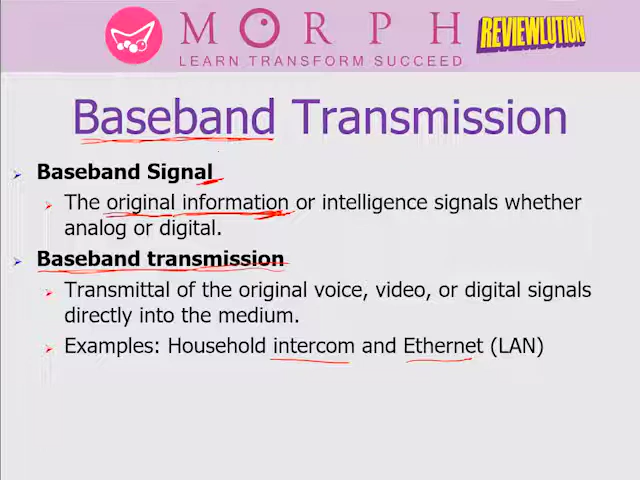 MORPH
REVIEWLUTION
LEARN TRANSFORM SUCCEED
Baseband Transmission
Baseband Signal
The original information or intelligence signals whether
analog or digital.
Baseband transmission
Transmittal of the original voice, video, or digital signals
directly into the medium.
Examples: Household intercom and Ethernet (LAN)